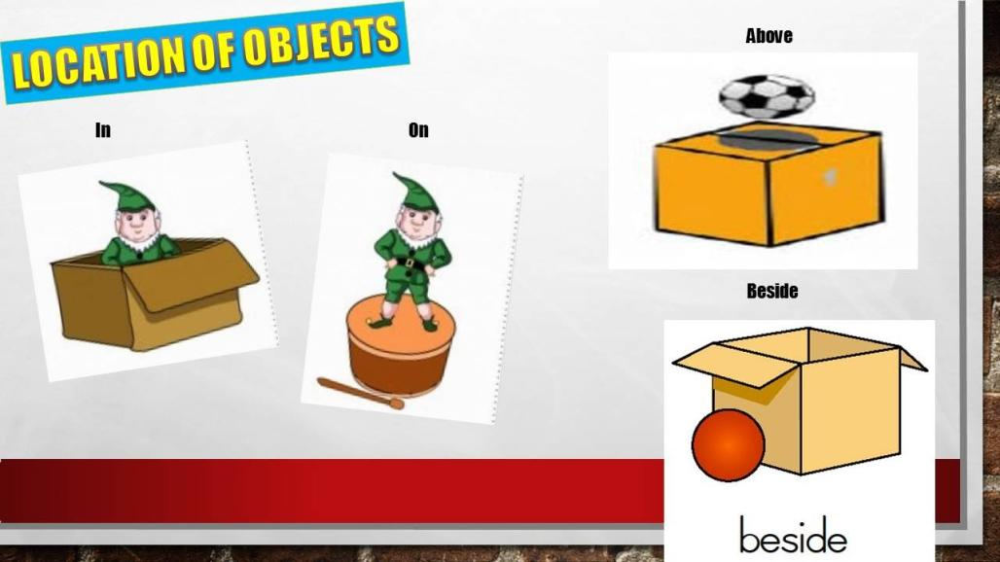 LOCATION OF OBJECTS
In
On
Above
Beside
beside